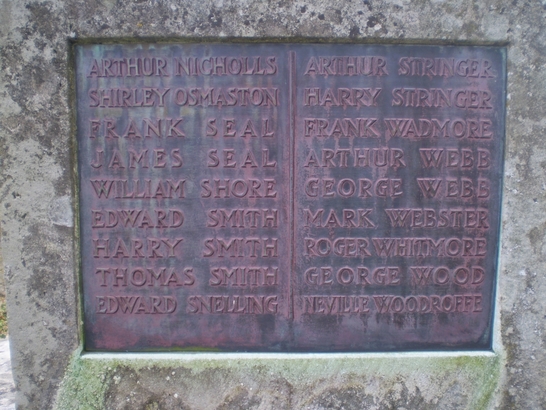 ARTHUR NICHOLLS
SHIRLEY OSMASTON
FRANK SEAL
JAMES SEAL
WILLIAM SHORE
EDWARD SMITH
HARRY SMITH
THOMAS SMITH
EDWARD SNELLING
ARTHUR STRINGER
HARRY STRINGER
FRANK WADMORE
ARTHUR WEBB
GEORGE WEBB
MARK WEBSTER
ROGER WHITMORE
GEORGE WOOD
NEVILLE WOODROFFE